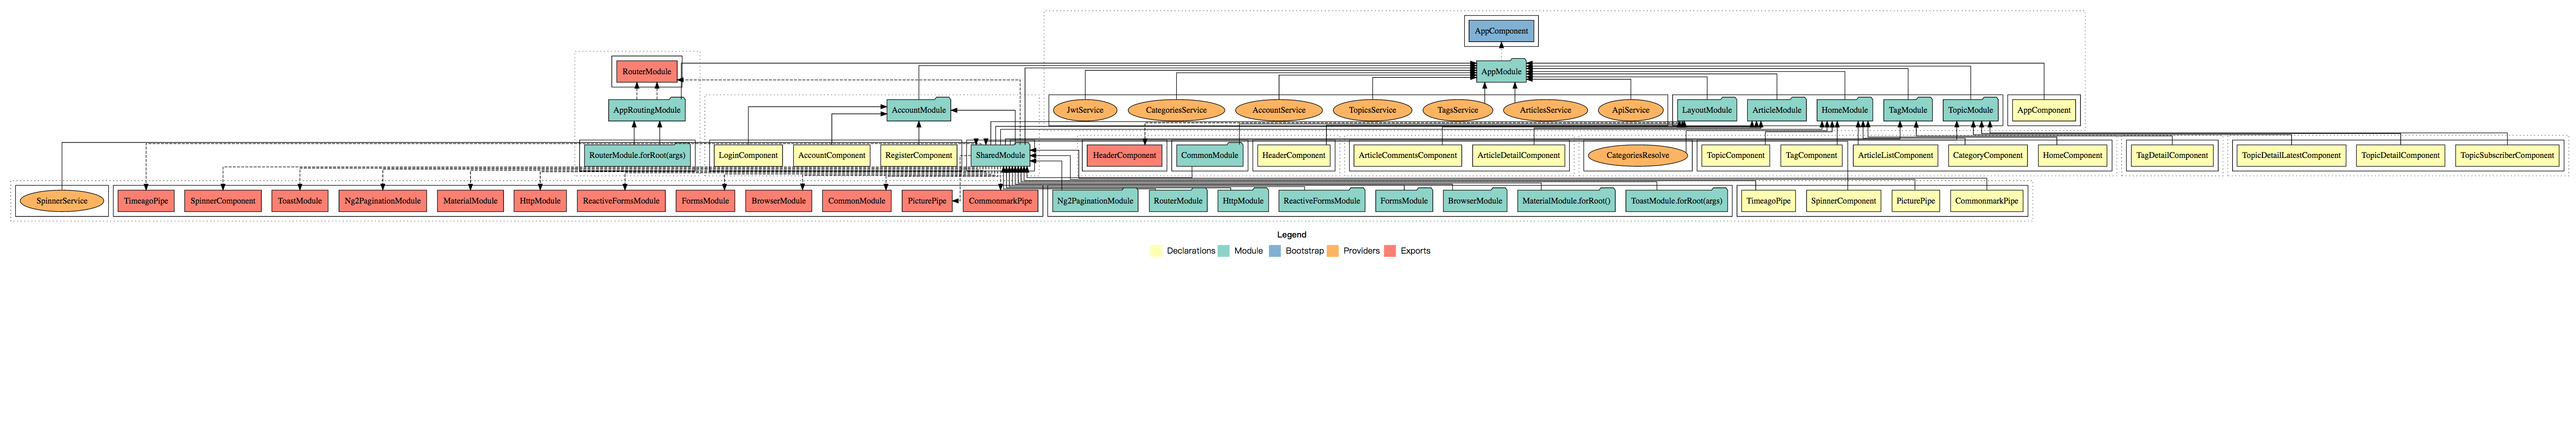 AppComponent
RouterModule
AppModule
AppRoutingModule
AccountModule
JwtService
CategoriesService
AccountService
TopicsService
TagsService
ArticlesService
ApiService
LayoutModule
ArticleModule
HomeModule
TagModule
TopicModule
AppComponent
RouterModule.forRoot(args)
LoginComponent
AccountComponent
RegisterComponent
SharedModule
HeaderComponent
CommonModule
HeaderComponent
ArticleCommentsComponent
ArticleDetailComponent
CategoriesResolve
TopicComponent
TagComponent
ArticleListComponent
CategoryComponent
HomeComponent
TagDetailComponent
TopicDetailLatestComponent
TopicDetailComponent
TopicSubscriberComponent
SpinnerService
TimeagoPipe
SpinnerComponent
ToastModule
Ng2PaginationModule
MaterialModule
HttpModule
ReactiveFormsModule
FormsModule
BrowserModule
CommonModule
PicturePipe
CommonmarkPipe
Ng2PaginationModule
RouterModule
HttpModule
ReactiveFormsModule
FormsModule
BrowserModule
MaterialModule.forRoot()
ToastModule.forRoot(args)
TimeagoPipe
SpinnerComponent
PicturePipe
CommonmarkPipe
Legend
Declarations
Module
Bootstrap
Providers
Exports